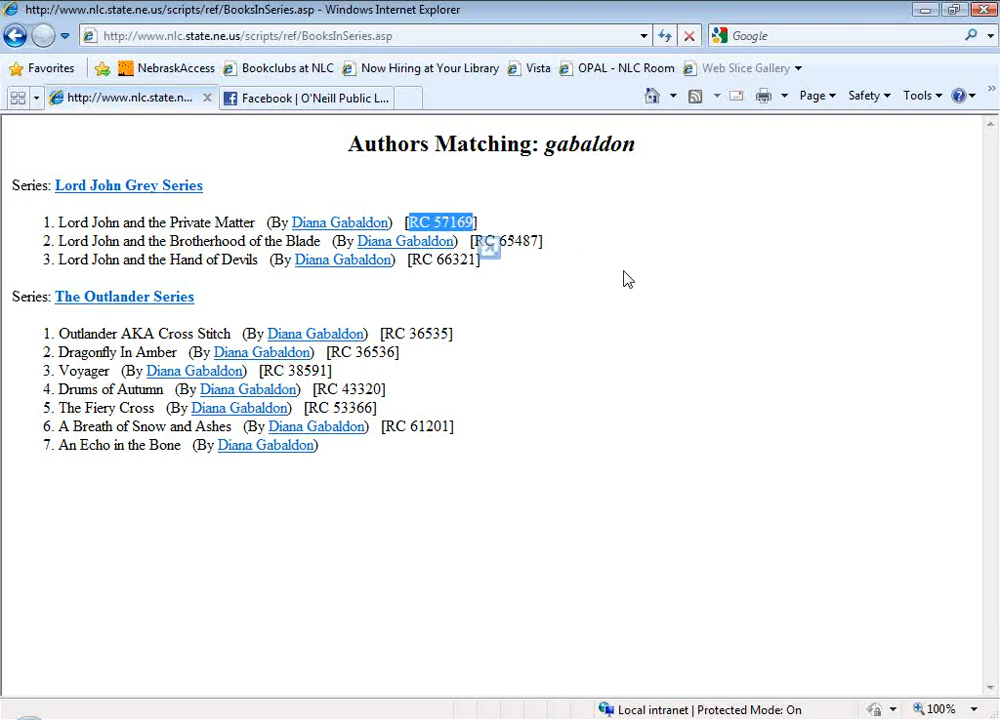 http://www.nlc.state.ne.us/scripts/ref/BooksInSeries.asp - Windows Internet Explorer
http://www.nlc.state.ne.us/scripts/ref/BooksInSeries.asp
Google
Favorites NebraskAccess Bookclubs at NLC Now Hiring at Your Library Vista OPAL - NLC Room Web Slice Gallery
http://www.nlc.state.n... Facebook | O'Neill Public L... Page Safety Tools
Authors Matching: gabaldon
Series: Lord John Grey Series
1. Lord John and the Private Matter (By Diana Gabaldon) [RC 57169]
2. Lord John and the Brotherhood of the Blade (By Diana Gabaldon) [RC 65487]
3. Lord John and the Hand of Devils (By Diana Gabaldon) [RC 66321]
Series: The Outlander Series
1. Outlander AKA Cross Stitch (By Diana Gabaldon) [RC 36535]
2. Dragonfly In Amber (By Diana Gabaldon) [RC 36536]
3. Voyager (By Diana Gabaldon) [RC 38591]
4. Drums of Autumn (By Diana Gabaldon) [RC 43320]
5. The Fiery Cross (By Diana Gabaldon) [RC 53366]
6. A Breath of Snow and Ashes (By Diana Gabaldon) [RC 61201]
7. An Echo in the Bone (By Diana Gabaldon)
Local intranet | Protected Mode: On 100%